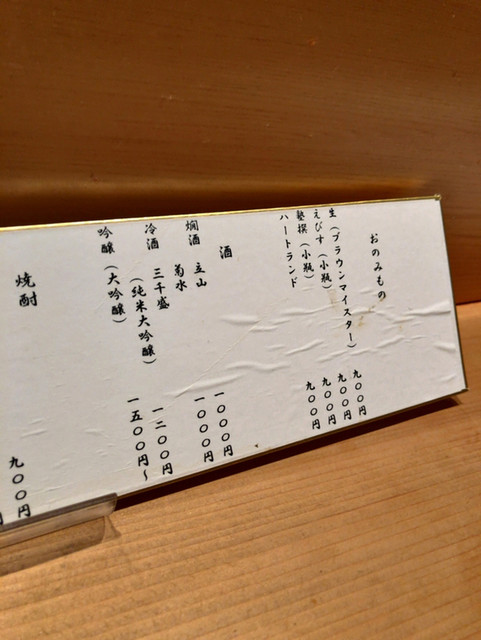 おのみもの
生（ブラウンマイスター） 九〇〇円
えびす（小瓶） 九〇〇円
塾撰（小瓶） 九〇〇円
ハートランド 九〇〇円
酒
燗酒 立山 一〇〇〇円
菊水 一〇〇〇円
冷酒 三千盛 一二〇〇円
（純米大吟醸）
吟醸（大吟醸） 一五〇〇円〜
焼酎
九〇〇円
円